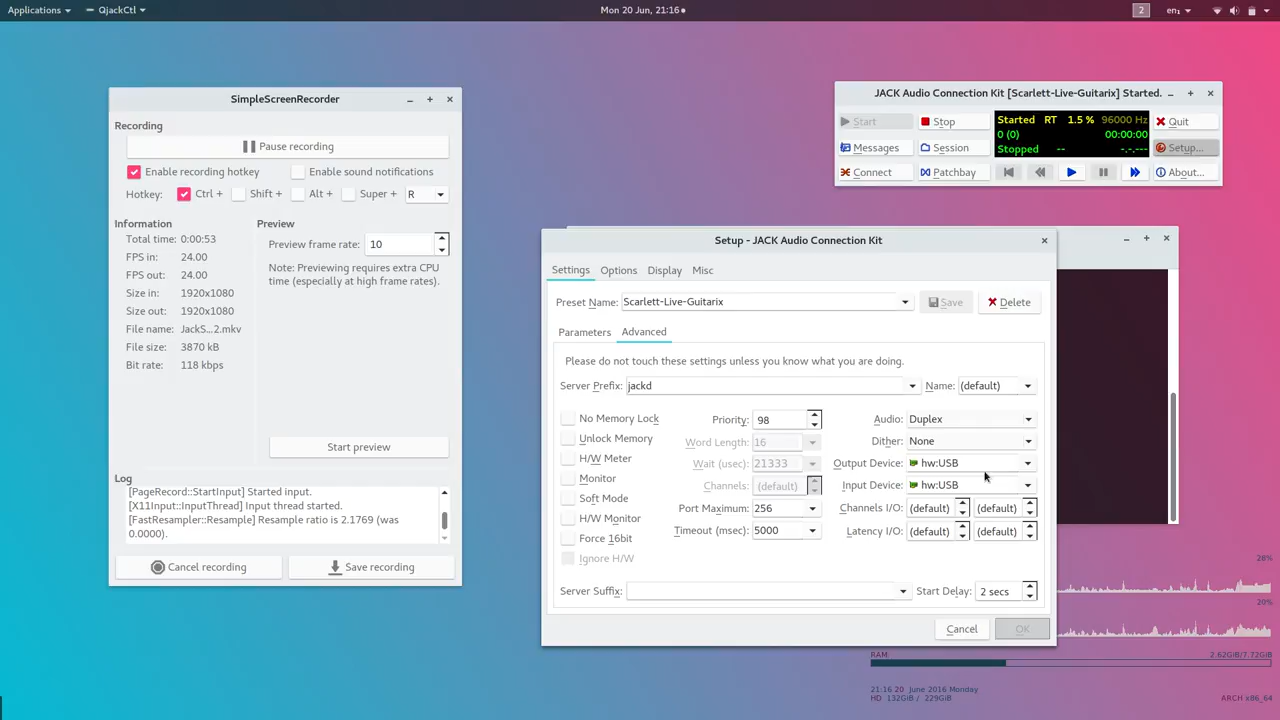 Applications QjackCtl Mon 20 Jun, 21:16 2 en₁
SimpleScreenRecorder
Recording
Pause recording
Enable recording hotkey Enable sound notifications
Hotkey: Ctrl + Shift + Alt + Super + R
Information
Total time: 0:00:53
FPS in: 24.00
FPS out: 24.00
Size in: 1920x1080
Size out: 1920x1080
File name: JackS...2.mkv
File size: 3870 kB
Bit rate: 118 kbps
Preview
Preview frame rate: 10
Note: Previewing requires extra CPU
time (especially at high frame rates).
Start preview
Log
[PageRecord::StartInput] Started input.
[X11Input::InputThread] Input thread started.
[FastResampler::Resample] Resample ratio is 2.1769 (was
0.0000).
Cancel recording Save recording
JACK Audio Connection Kit [Scarlett-Live-Guitarix] Started.
Start Stop Started RT 1.5 % 96000 Hz Quit
Messages Session 0 (0) 00:00:00 Setup...
Stopped -- -.-.---
Connect Patchbay About...
Setup - JACK Audio Connection Kit
Settings Options Display Misc
Preset Name: Scarlett-Live-Guitarix Save Delete
Parameters Advanced
Please do not touch these settings unless you know what you are doing.
Server Prefix: jackd Name: (default)
No Memory Lock Priority: 98 Audio: Duplex
Unlock Memory Word Length: 16 Dither: None
H/W Meter Wait (usec): 21333 Output Device: hw:USB
Monitor Channels: (default) Input Device: hw:USB
Soft Mode Port Maximum: 256 Channels I/O: (default) (default)
H/W Monitor Timeout (msec): 5000 Latency I/O: (default) (default)
Force 16bit
Ignore H/W
Server Suffix: Start Delay: 2 secs
Cancel OK
28%
20%
RAM: 2.62GiB/7.72GiB
21:16 20 June 2016 Monday
HD 132GiB / 229GiB ARCH x86_64